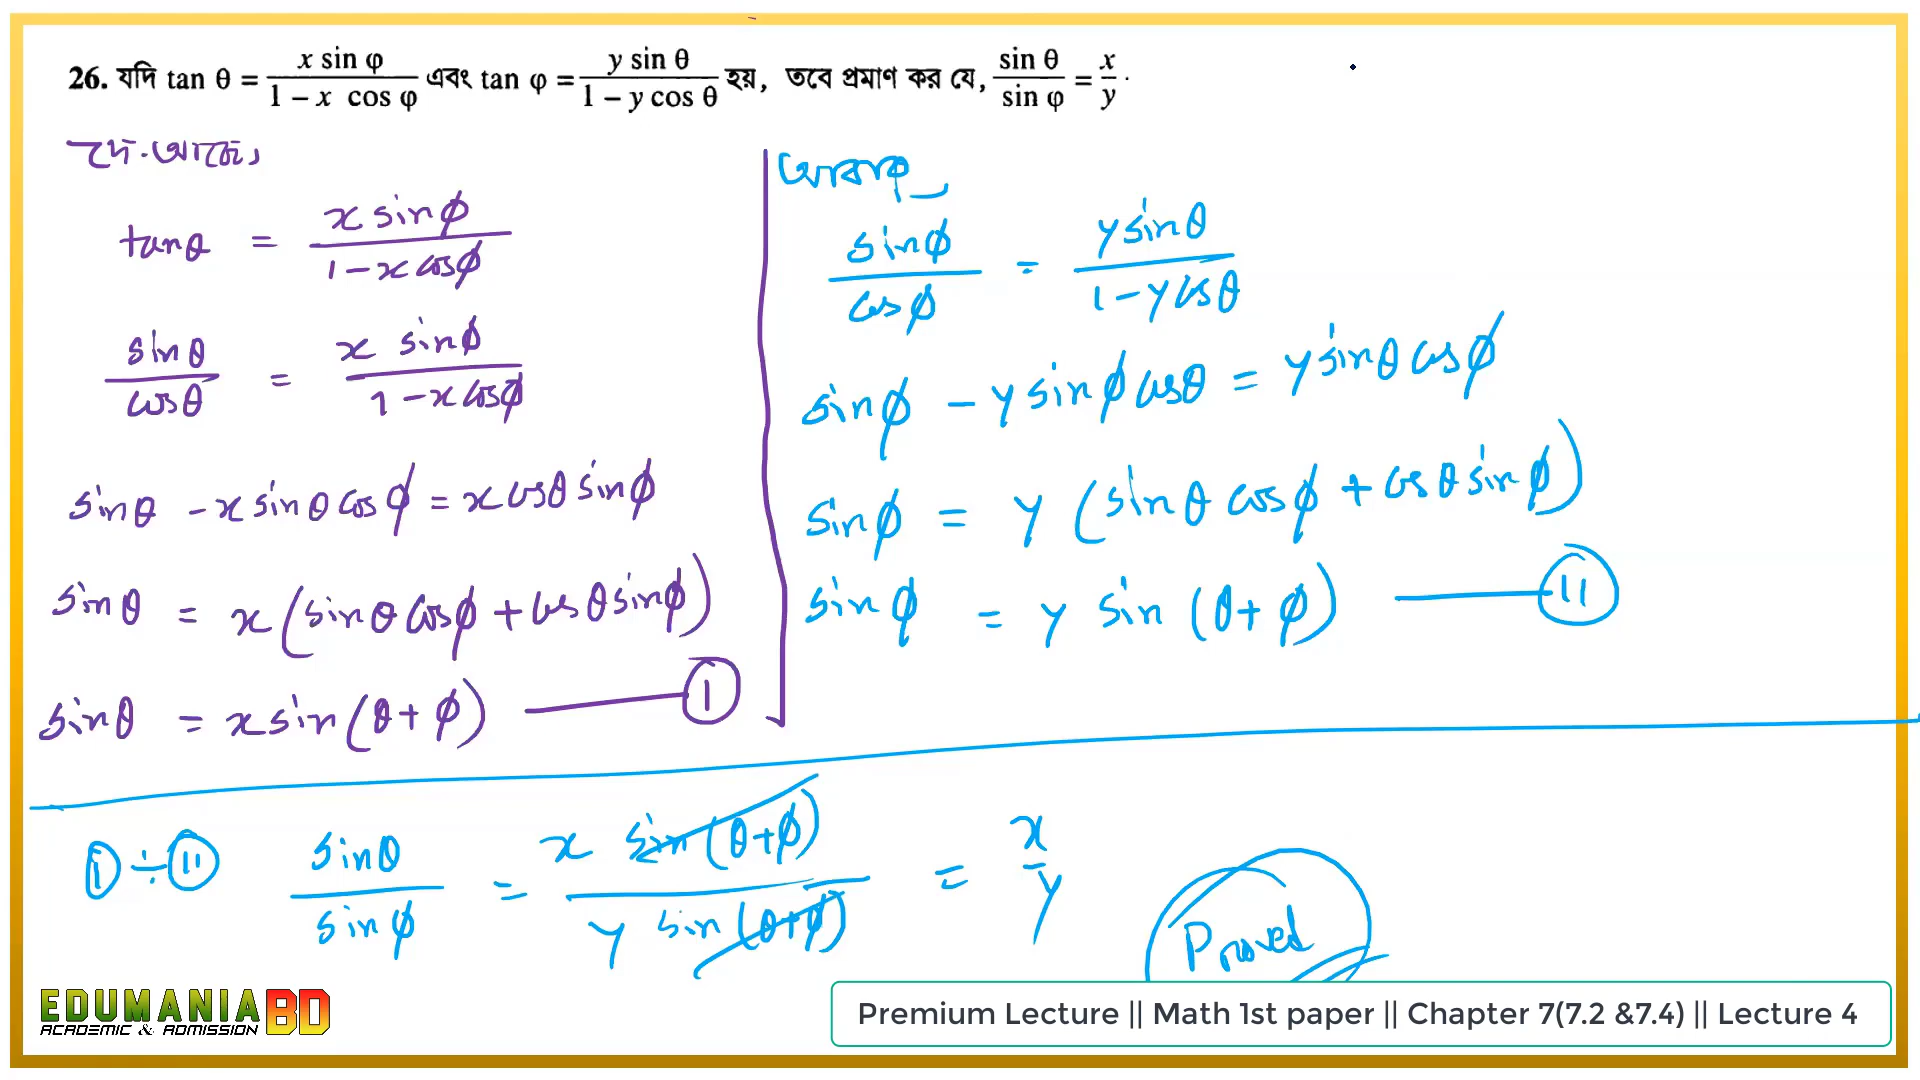 26. যদি tan θ = x sin φ / 1 – x cos φ এবং tan φ = y sin θ / 1 – y cos θ হয়, তবে প্রমাণ কর যে, sin θ / sin φ = x / y .
দে.আছে,
tanθ = x sinϕ / 1 – x cosϕ
sinθ / cosθ = x sinϕ / 1 – x cosϕ
sinθ – x sinθ cosϕ = x cosθ sinϕ
sinθ = x (sinθ cosϕ + cosθ sinϕ)
sinθ = x sin(θ+ϕ) —— I
আবার,
sinϕ / cosϕ = y sinθ / 1 – y cosθ
sinϕ – y sinϕ cosθ = y sinθ cosϕ
sinϕ = y (sinθ cosϕ + cosθ sinϕ)
sinϕ = y sin (θ+ϕ) —— II
I ÷ II sinθ / sinϕ = x sin(θ+ϕ) / y sin(θ+ϕ) = x / y
Proved
EDUMANIA BD
ACADEMIC & ADMISSION
Premium Lecture || Math 1st paper || Chapter 7(7.2 &7.4) || Lecture 4